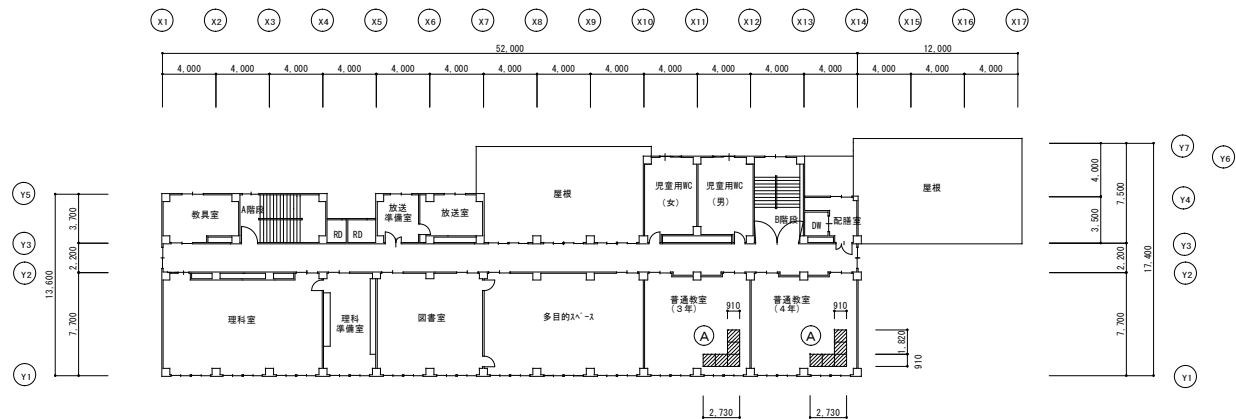 X1 X2 X3 X4 X5 X6 X7 X8 X9 X10 X11 X12 X13 X14 X15 X16 X17
52,000 12,000
4,000 4,000 4,000 4,000 4,000 4,000 4,000 4,000 4,000 4,000 4,000 4,000 4,000 4,000 4,000 4,000
Y7
Y6
Y5
Y4
Y3
Y3
Y2
Y2
Y1
Y1
3,700
2,200
7,700
13,600
4,000
3,500
7,500
2,200
7,700
17,400
教具室
A階段
RD
RD
放送
準備室
放送室
屋根
児童用WC
(女)
児童用WC
(男)
B階段
DW
配膳室
屋根
理科室
理科
準備室
図書室
多目的スペース
普通教室
(3年)
910
A
普通教室
(4年)
910
A
1,820
910
2,730
2,730